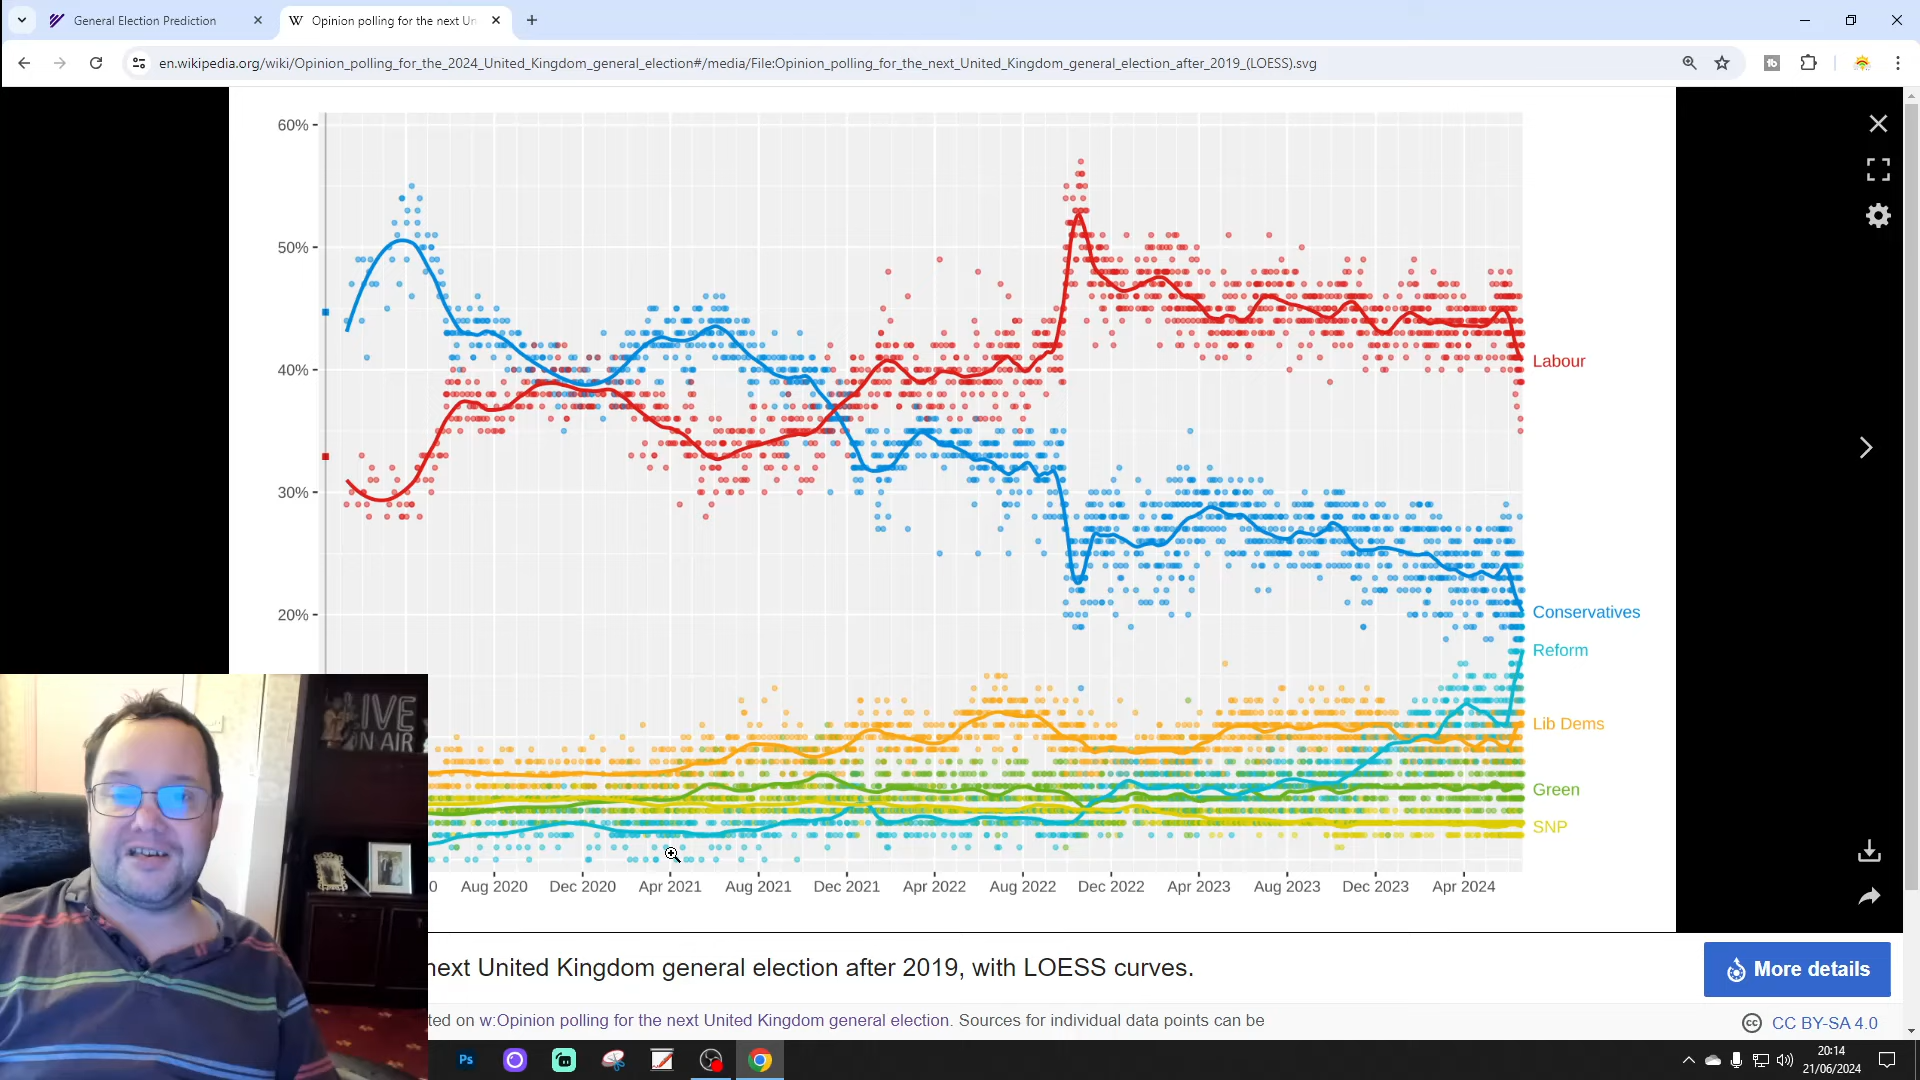 General Election Prediction
Opinion polling for the next Un
en.wikipedia.org/wiki/Opinion_polling_for_the_2024_United_Kingdom_general_election#/media/File:Opinion_polling_for_the_next_United_Kingdom_general_election_after_2019_(LOESS).svg
60%
50%
40%
30%
20%
Labour
Conservatives
Reform
Lib Dems
Green
SNP
0 Aug 2020 Dec 2020 Apr 2021 Aug 2021 Dec 2021 Apr 2022 Aug 2022 Dec 2022 Apr 2023 Aug 2023 Dec 2023 Apr 2024
LIVE
ON AIR
next United Kingdom general election after 2019, with LOESS curves.
More details
ted on w:Opinion polling for the next United Kingdom general election. Sources for individual data points can be
CC BY-SA 4.0
Ps
20:14
21/06/2024